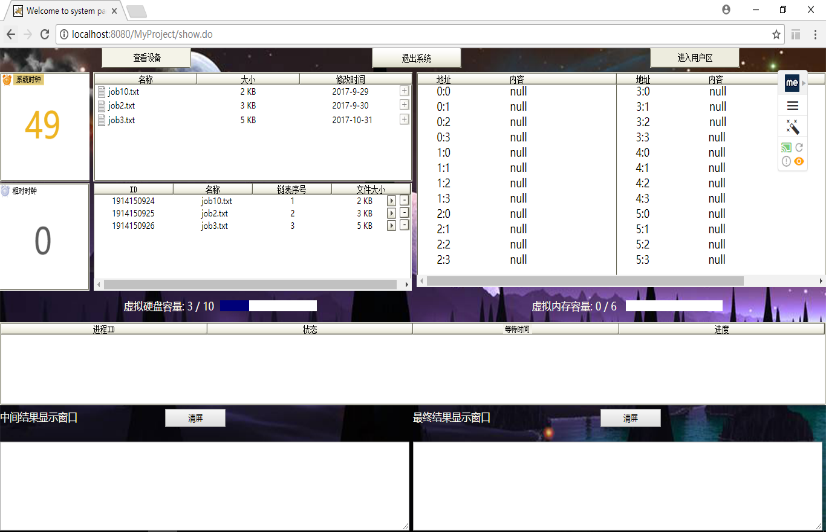 Welcome to system pa
localhost:8080/MyProject/show.do
查看设备
退出系统
进入用户区
系统时钟
49
相对时钟
0
名称 大小 修改时间
job10.txt 2 KB 2017-9-29
job2.txt 3 KB 2017-9-30
job3.txt 5 KB 2017-10-31
ID 名称 链表序号 文件大小
1914150924 job10.txt 1 2 KB
1914150925 job2.txt 2 3 KB
1914150926 job3.txt 3 5 KB
地址 内容 地址 内容
0:0 null 3:0 null
0:1 null 3:1 null
0:2 null 3:2 null
0:3 null 3:3 null
1:0 null 4:0 null
1:1 null 4:1 null
1:2 null 4:2 null
1:3 null 4:3 null
2:0 null 5:0 null
2:1 null 5:1 null
2:2 null 5:2 null
2:3 null 5:3 null
me
虚拟硬盘容量: 3 / 10
虚拟内存容量: 0 / 6
进程ID 状态 等待时间 进度
中间结果显示窗口 清屏
最终结果显示窗口 清屏